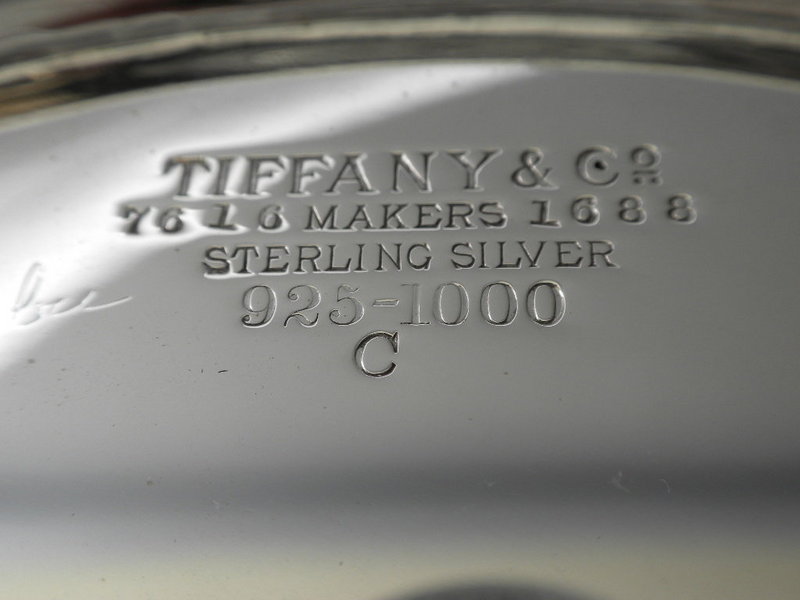 TIFFANY & Cº
7616 MAKERS 1688
STERLING SILVER
925-1000
C